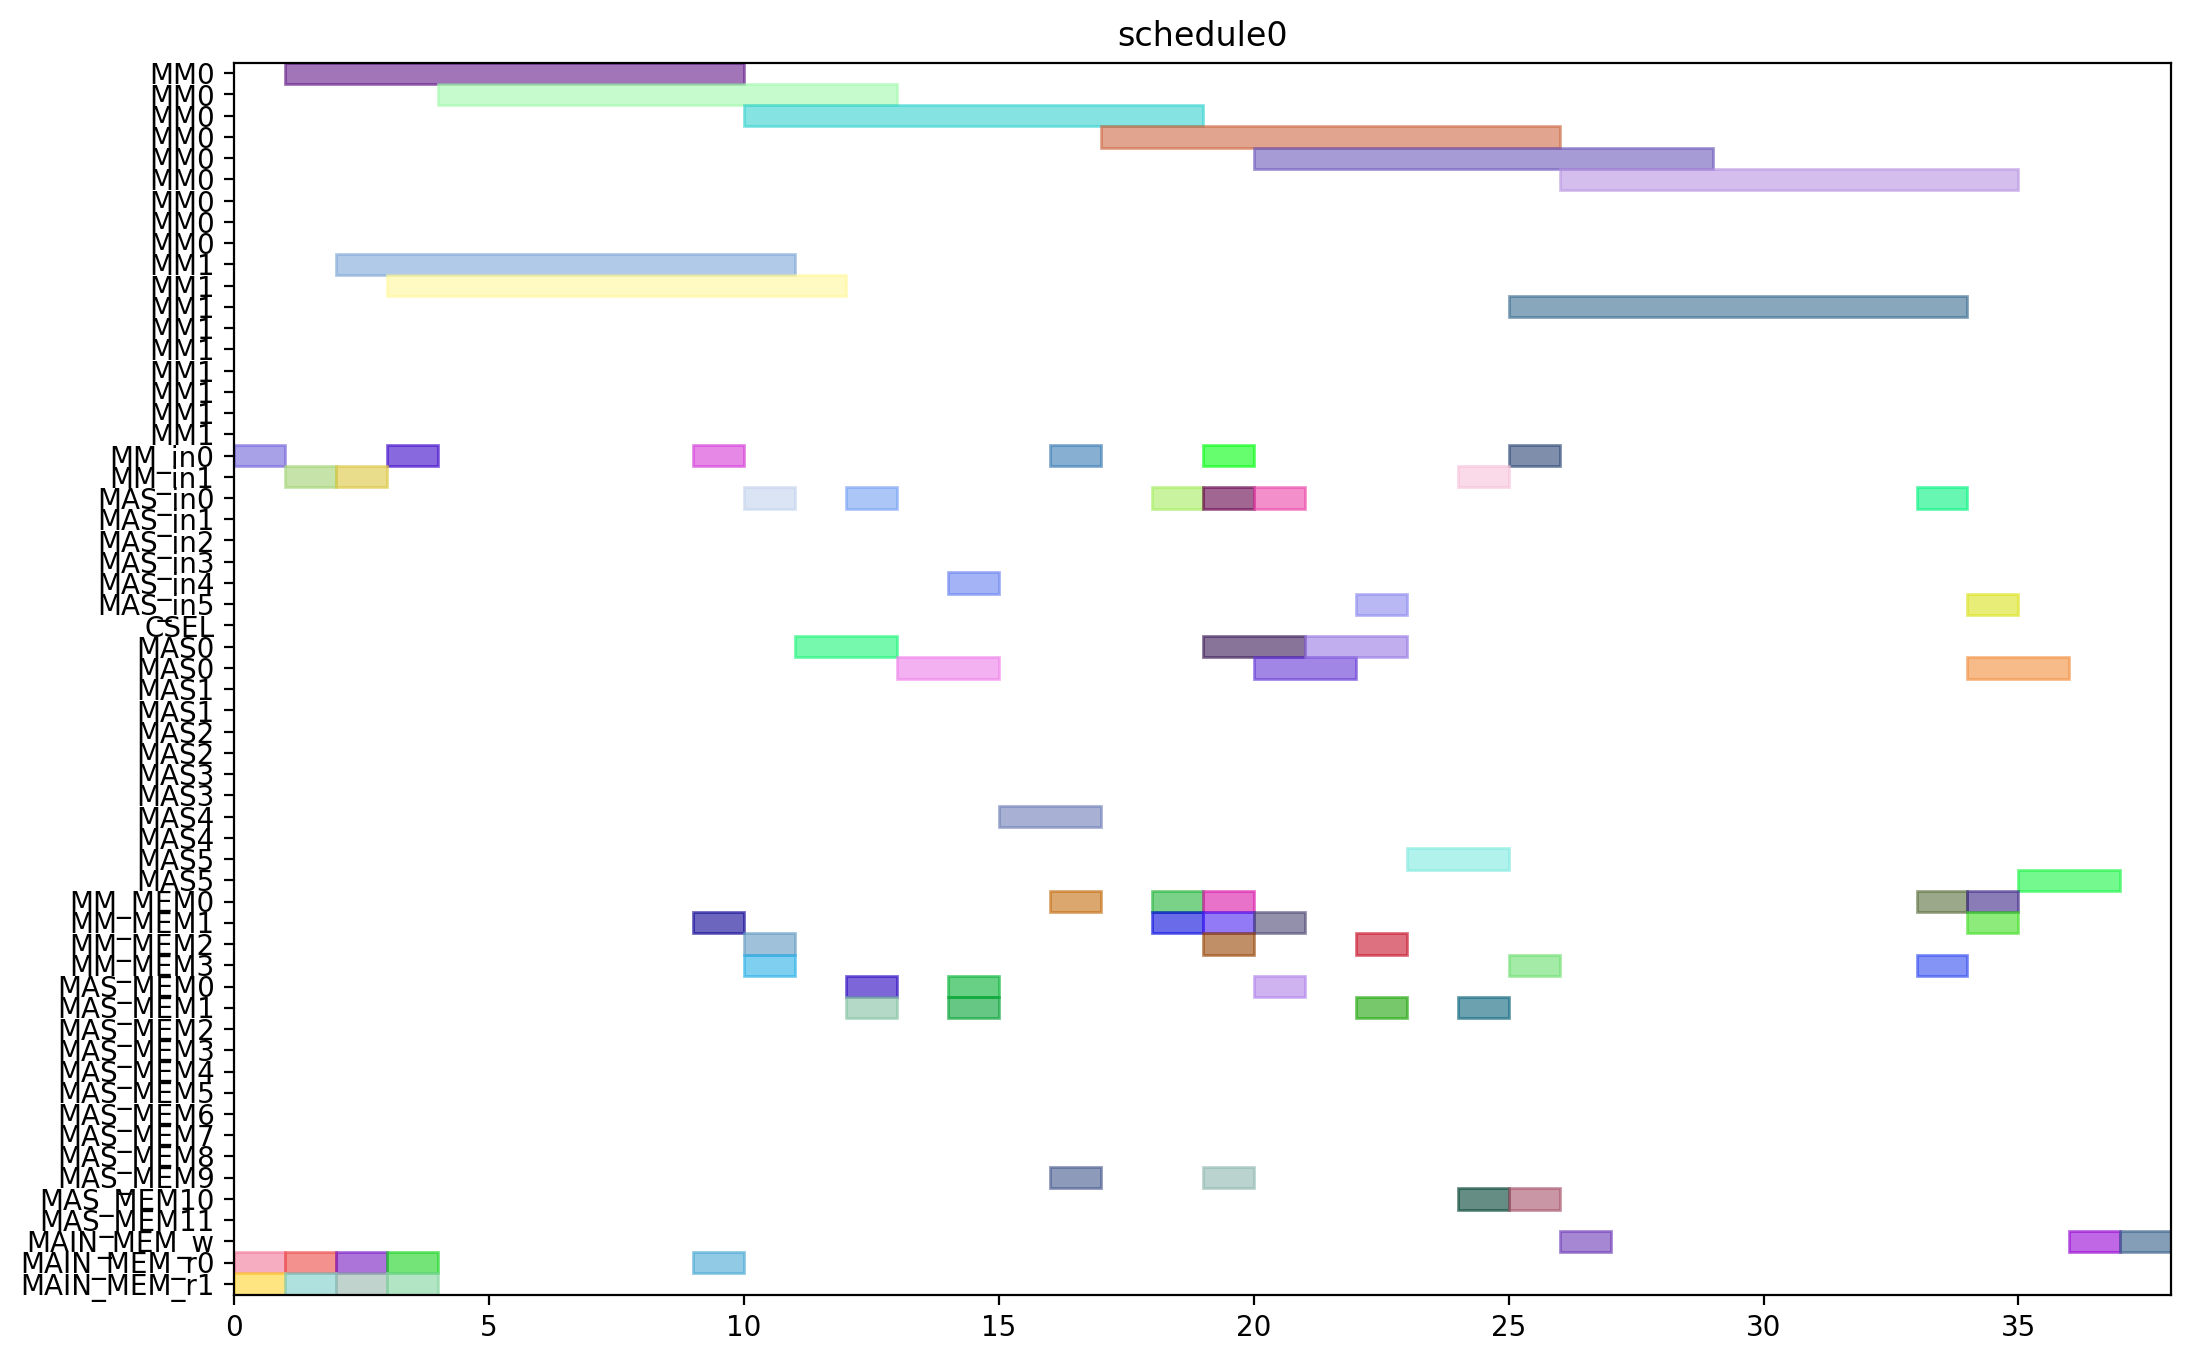 schedule0
MM0
MM0
MM0
MM0
MM0
MM0
MM0
MM0
MM0
MM1
MM1
MM1
MM1
MM1
MM1
MM1
MM1
MM1
MM_in0
MM_in1
MAS_in0
MAS_in1
MAS_in2
MAS_in3
MAS_in4
MAS_in5
CSEL
MAS0
MAS0
MAS1
MAS1
MAS2
MAS2
MAS3
MAS3
MAS4
MAS4
MAS5
MAS5
MM_MEM0
MM_MEM1
MM_MEM2
MM_MEM3
MAS_MEM0
MAS_MEM1
MAS_MEM2
MAS_MEM3
MAS_MEM4
MAS_MEM5
MAS_MEM6
MAS_MEM7
MAS_MEM8
MAS_MEM9
MAS_MEM10
MAS_MEM11
MAIN_MEM_w
MAIN_MEM_r0
MAIN_MEM_r1
0 5 10 15 20 25 30 35